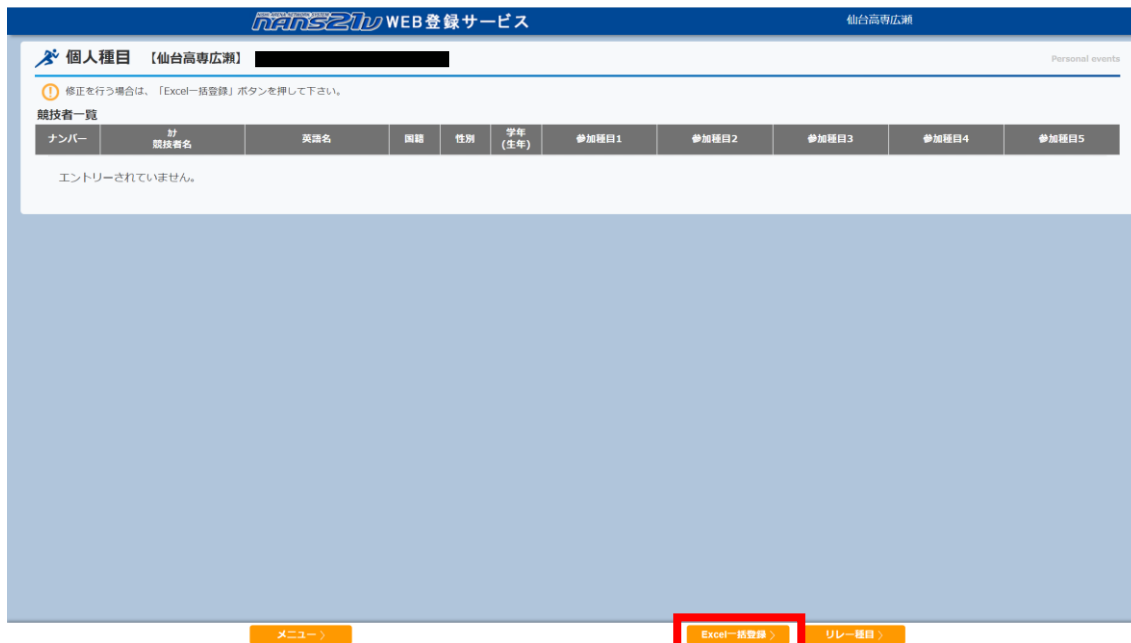 NANS21V WEB登録サービス 仙台高専広瀬
個人種目 【仙台高専広瀬】 Personal events
修正を行う場合は、「Excel一括登録」ボタンを押して下さい。
競技者一覧
ナンバー カナ 競技者名 英語名 国籍 性別 学年 (生年) 参加種目1 参加種目2 参加種目3 参加種目4 参加種目5
エントリーされていません。
メニュー〉 Excel一括登録〉 リレー種目〉